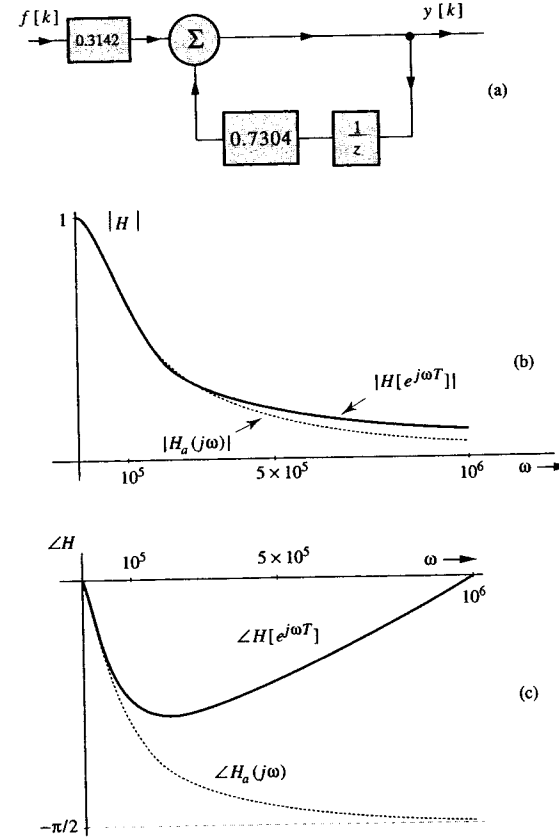 f[k]
y[k]
0.3142
Σ
(a)
0.7304
1/z
1
|H|
(b)
|H[e^{jωT}]|
|H_a(jω)|
10^5
5 × 10^5
10^6
ω
∠H
10^5
5 × 10^5
ω
10^6
∠H[e^{jωT}]
(c)
∠H_a(jω)
−π/2